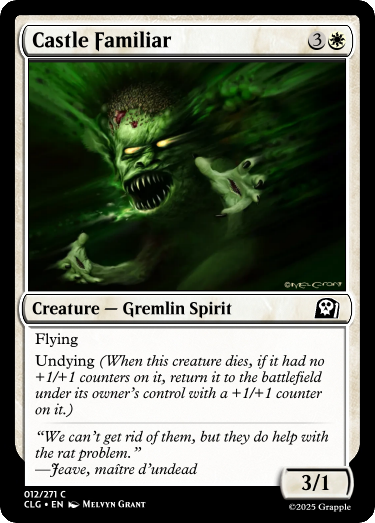 Castle Familiar 3
©MELGRANT
Creature — Gremlin Spirit
Flying
Undying (When this creature dies, if it had no
+1/+1 counters on it, return it to the battlefield
under its owner's control with a +1/+1 counter
on it.)
“We can't get rid of them, but they do help with
the rat problem.”
—Jeave, maître d'undead
3/1
012/271 C
CLG • EN Melvyn Grant
©2025 Grapple